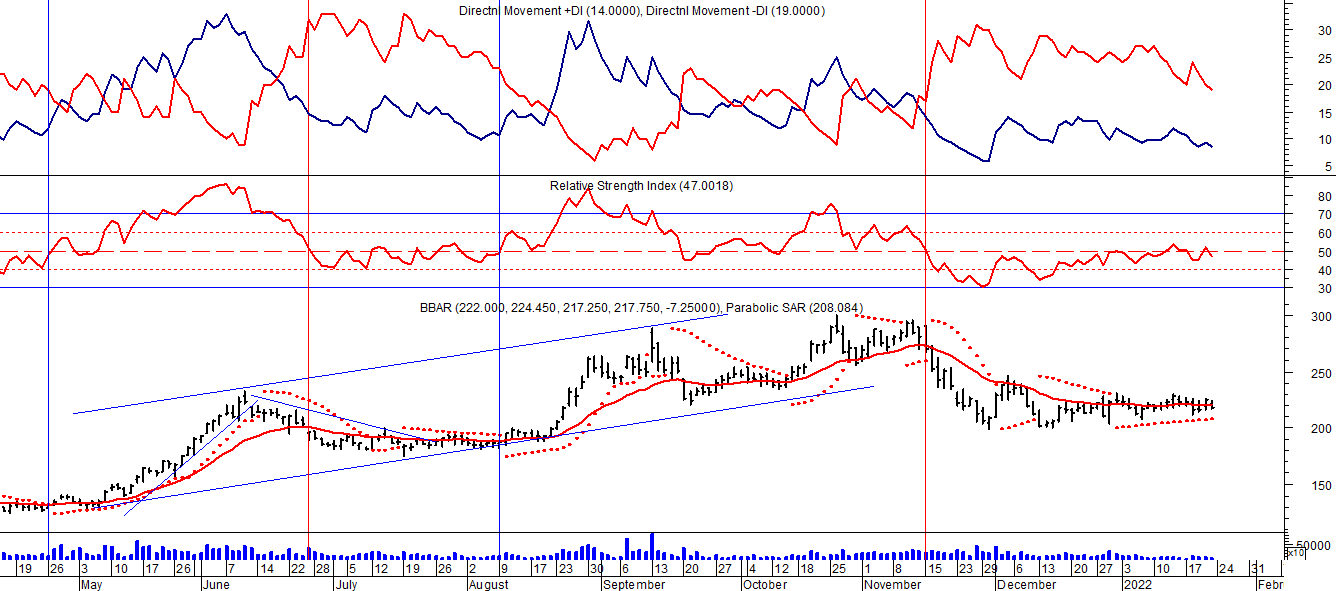 Directnl Movement +DI (14.0000), Directnl Movement -DI (19.0000)
30
25
20
15
10
5
Relative Strength Index (47.0018)
80
70
60
50
40
30
BBAR (222.000, 224.450, 217.250, 217.750, -7.25000), Parabolic SAR (208.084)
300
250
200
150
50000
x10
19 26 3 10 17 26 7 14 22 28 5 12 19 26 2 9 17 23 30 6 13 20 27 4 12 18 25 1 8 15 23 29 6 13 20 27 3 10 17 24 31
May June July August September October November December 2022 Febr